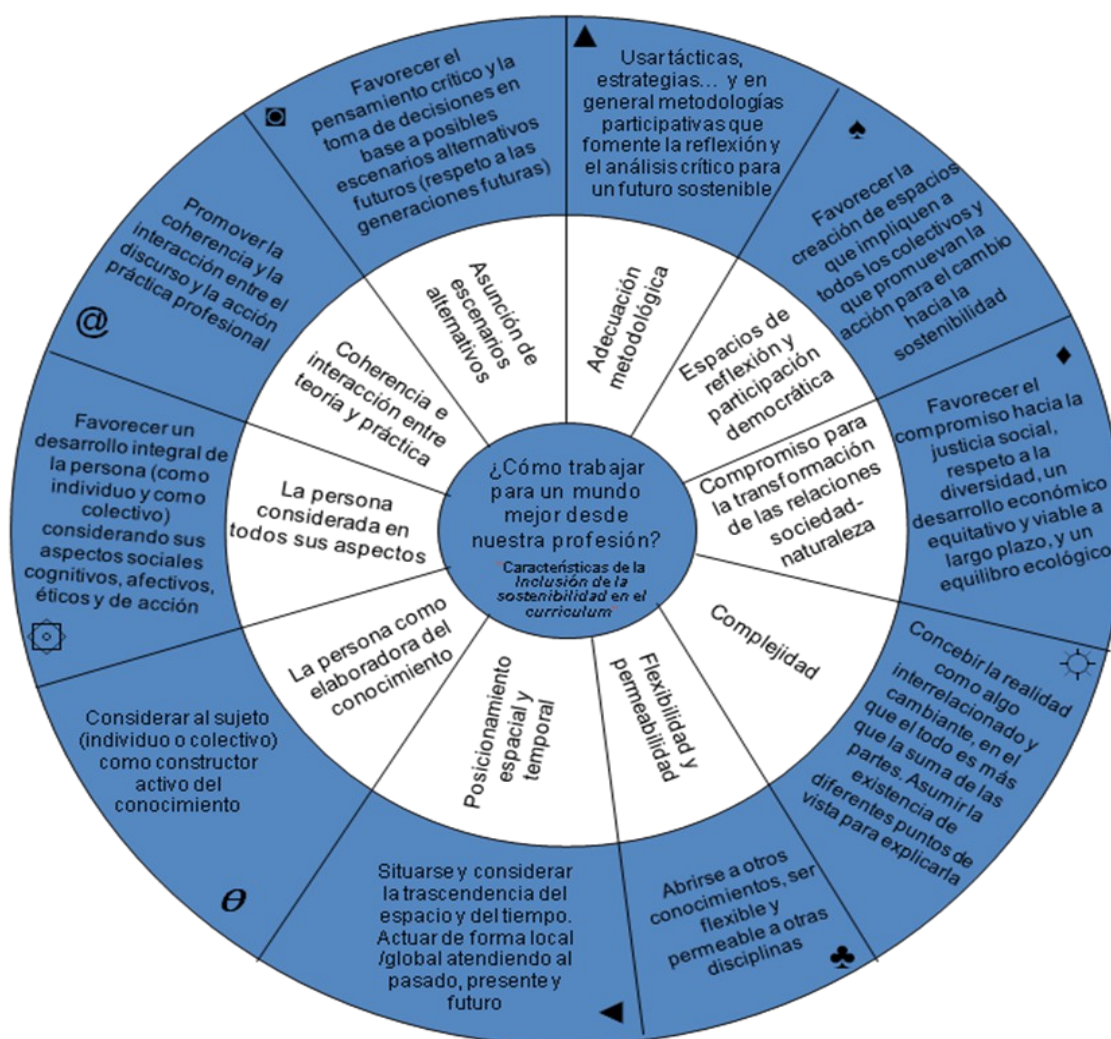 ¿Cómo trabajar
para un mundo
mejor desde
nuestra profesión?
"Características de la
Inclusión de la
sostenibilidad en el
curriculum"
Adecuación
metodológica
▲
Usar tácticas,
estrategias... y en
general metodologías
participativas que
fomente la reflexión y
el análisis crítico para
un futuro sostenible
Espacios de
reflexión y
participación
democrática
♠
Favorecer la
creación de espacios
que impliquen a
todos los colectivos y
que promuevan la
acción para el cambio
hacia la
sostenibilidad
Compromiso para
la transformación
de las relaciones
sociedad-
naturaleza
♦
Favorecer el
compromiso hacia la
justicia social,
respeto a la
diversidad, un
desarrollo económico
equitativo y viable a
largo plazo, y un
equilibro ecológico
Complejidad
Concebir la realidad
como algo
interrelacionado y
cambiante, en el
que el todo es más
que la suma de las
partes. Asumir la
existencia de
diferentes puntos de
vista para explicarla
Flexibilidad y
permeabilidad
Abrirse a otros
conocimientos, ser
flexible y
permeable a otras
disciplinas
♣
Posicionamiento
espacial y
temporal
Situarse y considerar
la trascendencia del
espacio y del tiempo.
Actuar de forma local
/global atendiendo al
pasado, presente y
futuro
◄
La persona como
elaboradora del
conocimiento
Considerar al sujeto
(individuo o colectivo)
como constructor
activo del
conocimiento
ө
La persona
considerada en
todos sus aspectos
Favorecer un
desarrollo integral de
la persona (como
individuo y como
colectivo)
considerando sus
aspectos sociales
cognitivos, afectivos,
éticos y de acción
Coherencia e
interacción entre
teoría y práctica
Promover la
coherencia y la
interacción entre el
discurso y la acción
práctica profesional
@
Asunción de
escenarios
alternativos
◘
Favorecer el
pensamiento crítico y la
toma de decisiones en
base a posibles
escenarios alternativos
futuros (respeto a las
generaciones futuras)